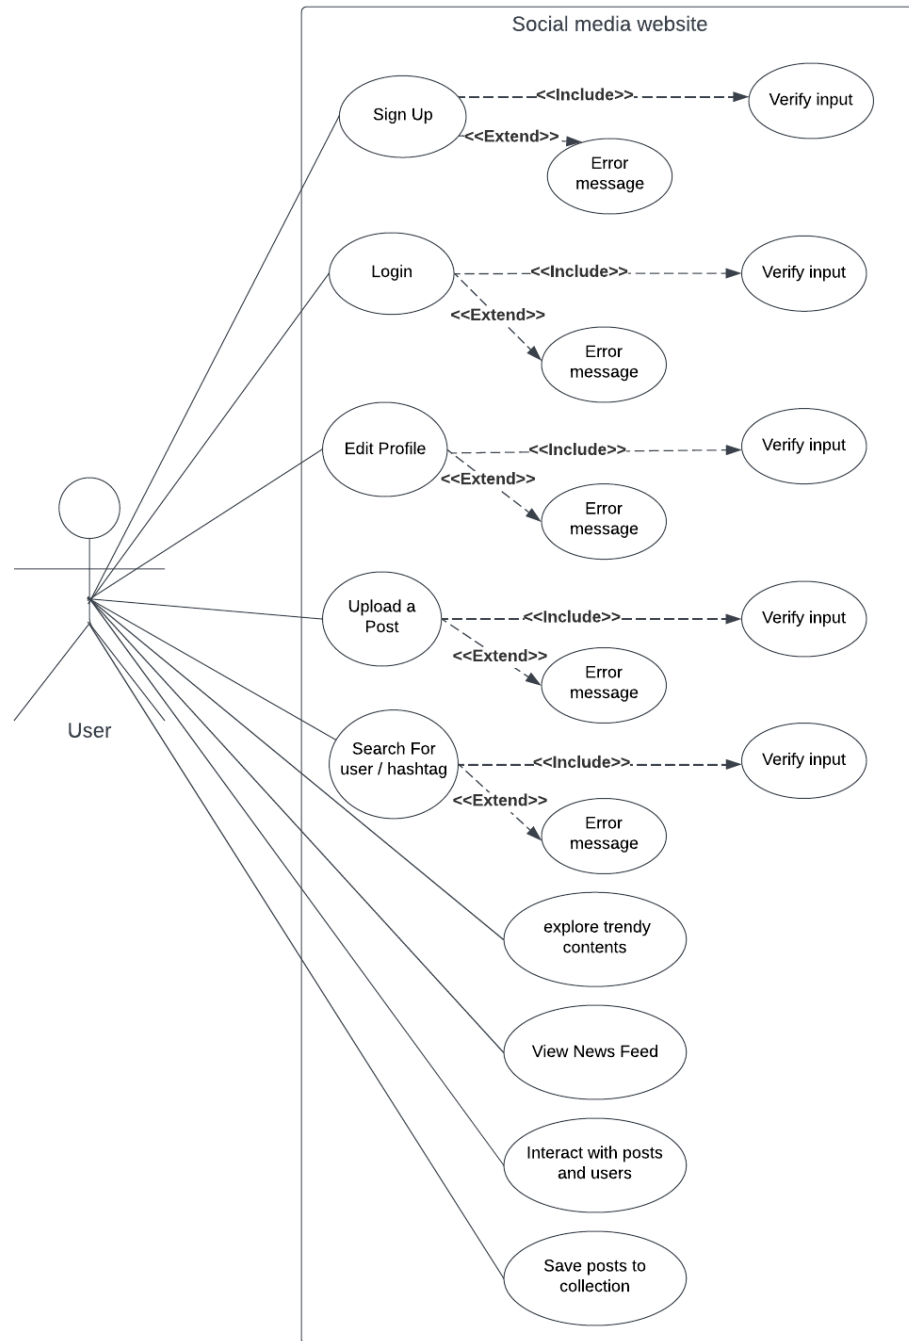 Social media website
Sign Up
<<Include>>
Verify input
<<Extend>>
Error
message
Login
<<Include>>
Verify input
<<Extend>>
Error
message
Edit Profile
<<Include>>
Verify input
<<Extend>>
Error
message
Upload a
Post
<<Include>>
Verify input
<<Extend>>
Error
message
User
Search For
user / hashtag
<<Include>>
Verify input
<<Extend>>
Error
message
explore trendy
contents
View News Feed
Interact with posts
and users
Save posts to
collection